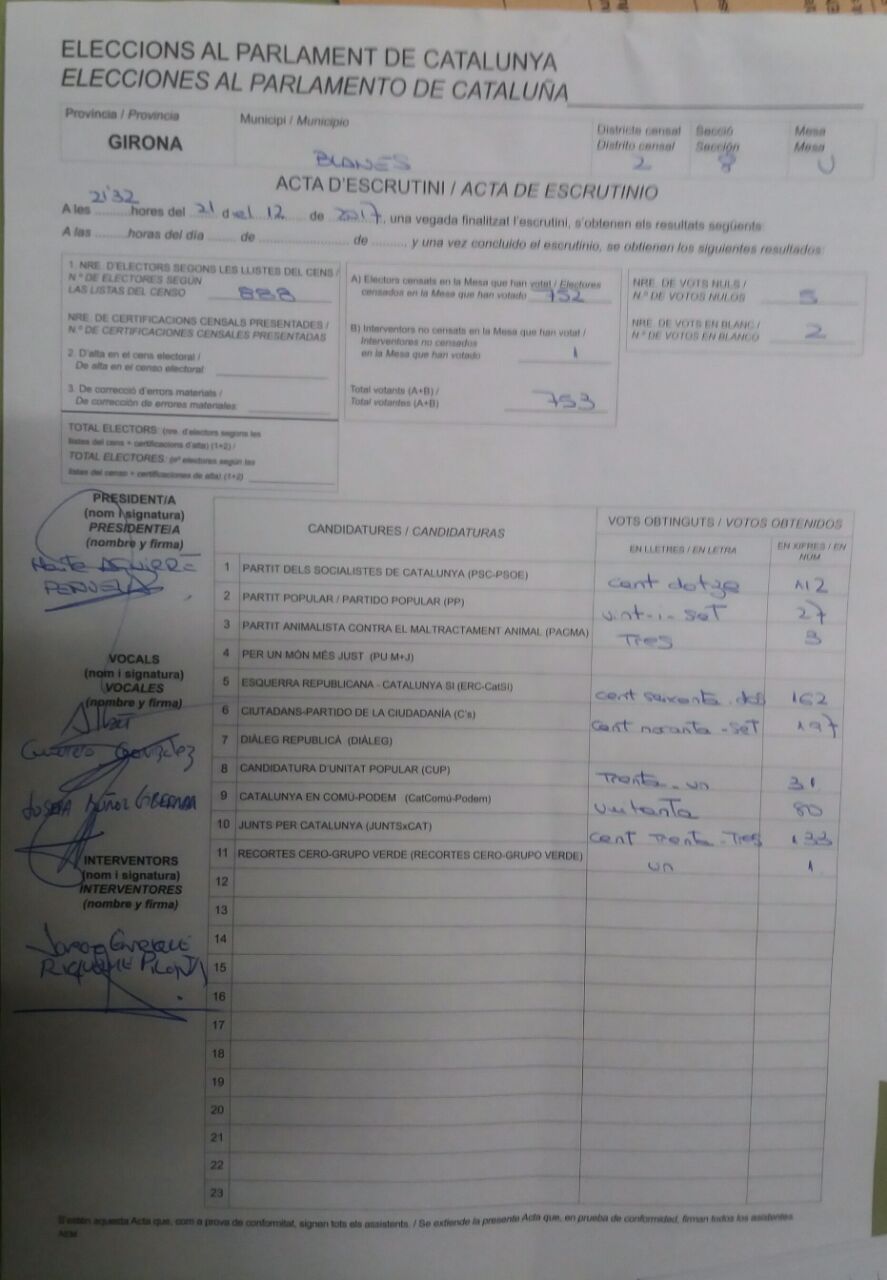 ELECCIONS AL PARLAMENT DE CATALUNYA
ELECCIONES AL PARLAMENTO DE CATALUÑA
Província / Provincia
GIRONA
Municipi / Municipio
BLANES
Districte censal
Distrito censal
2
Secció
Sección
8
Mesa
Mesa
U
ACTA D'ESCRUTINI / ACTA DE ESCRUTINIO
A les 21'32 hores del 21 del 12 de 2017, una vegada finalitzat l'escrutini, s'obtenen els resultats següents:
A las ......... horas del día ...... de ........................ de ........., y una vez concluido el escrutinio, se obtienen los siguientes resultados:
1. NRE. D'ELECTORS SEGONS LES LLISTES DEL CENS /
N.º DE ELECTORES SEGÚN
LAS LISTAS DEL CENSO 888
NRE. DE CERTIFICACIONS CENSALS PRESENTADES /
N.º DE CERTIFICACIONES CENSALES PRESENTADAS
2. D'alta en el cens electoral /
De alta en el censo electoral:
3. De correcció d'errors materials /
De corrección de errores materiales:
TOTAL ELECTORS: (nre. d'electors segons les
llistes del cens + certificacions d'alta) (1+2) /
TOTAL ELECTORES: (nº electores según las
listas del censo + certificaciones de alta) (1+2)
A) Electors censats en la Mesa que han votat / Electores
censados en la Mesa que han votado 752
B) Interventors no censats en la Mesa que han votat /
Interventores no censados
en la Mesa que han votado 1
Total votants (A+B) /
Total votantes (A+B) 753
NRE. DE VOTS NULS /
N.º DE VOTOS NULOS 5
NRE. DE VOTS EN BLANC /
N.º DE VOTOS EN BLANCO 2
PRESIDENT/A
(nom i signatura)
PRESIDENTE/A
(nombre y firma)
VOCALS
(nom i signatura)
VOCALES
(nombre y firma)
INTERVENTORS
(nom i signatura)
INTERVENTORES
(nombre y firma)
CANDIDATURES / CANDIDATURAS
VOTS OBTINGUTS / VOTOS OBTENIDOS
EN LLETRES / EN LETRA
EN XIFRES / EN NÚM
1 PARTIT DELS SOCIALISTES DE CATALUNYA (PSC-PSOE) cent dotze 112
2 PARTIT POPULAR / PARTIDO POPULAR (PP) vint-i-set 27
3 PARTIT ANIMALISTA CONTRA EL MALTRACTAMENT ANIMAL (PACMA) Tres 3
4 PER UN MÓN MÉS JUST (PU M+J)
5 ESQUERRA REPUBLICANA - CATALUNYA SÍ (ERC-CatSÍ) cent seixanta-dos 162
6 CIUTADANS-PARTIDO DE LA CIUDADANÍA (C's) cent noranta-set 197
7 DIÀLEG REPUBLICÀ (DIÀLEG)
8 CANDIDATURA D'UNITAT POPULAR (CUP) Trenta-un 31
9 CATALUNYA EN COMÚ-PODEM (CatComú-Podem) vuitanta 80
10 JUNTS PER CATALUNYA (JUNTSxCAT) cent Trenta-Tres 133
11 RECORTES CERO-GRUPO VERDE (RECORTES CERO-GRUPO VERDE) un 1
12
13
14
15
16
17
18
19
20
21
22
23
S'estén aquesta Acta que, com a prova de conformitat, signen tots els assistents. / Se extiende la presente Acta que, en prueba de conformidad, firman todos los asistentes.